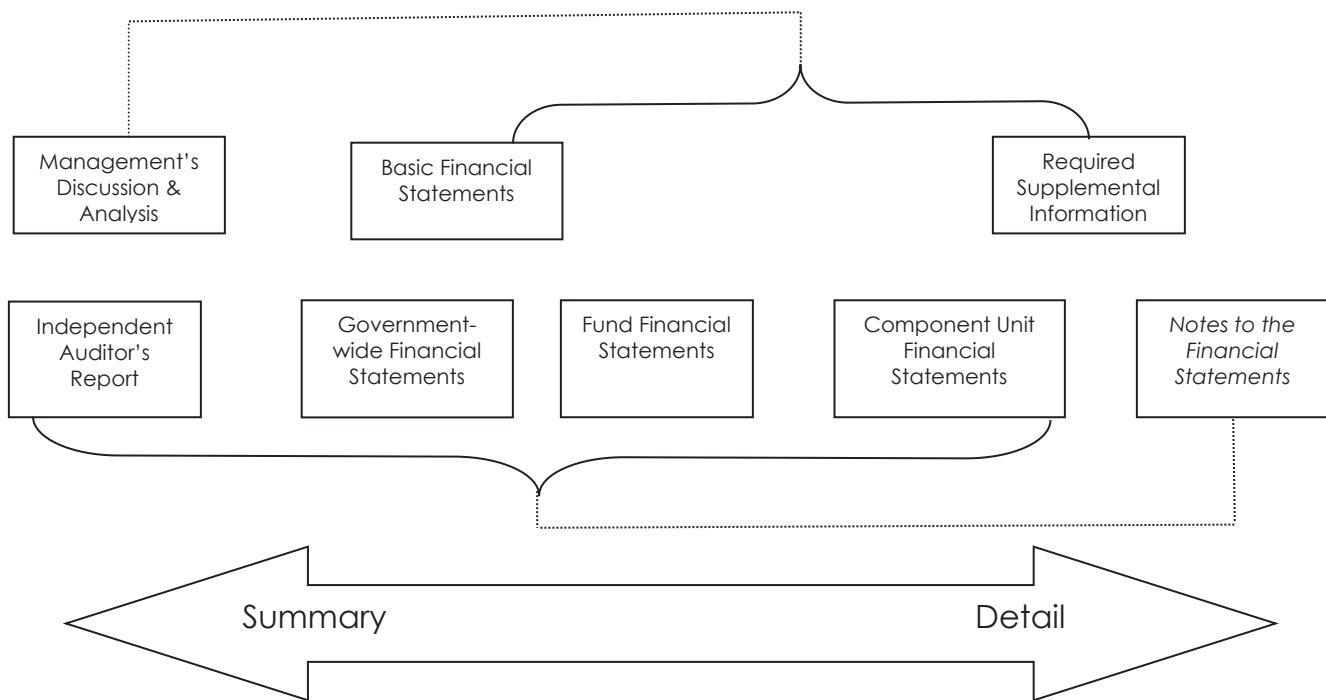 Management’s
Discussion &
Analysis
Basic Financial
Statements
Required
Supplemental
Information
Independent
Auditor’s
Report
Government-
wide Financial
Statements
Fund Financial
Statements
Component Unit
Financial
Statements
Notes to the
Financial
Statements
Summary
Detail